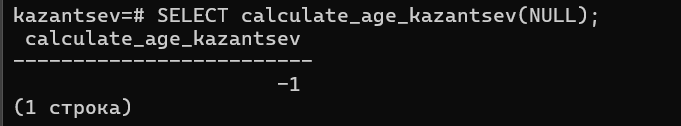 kazantsev=# SELECT calculate_age_kazantsev(NULL);
calculate_age_kazantsev
-------------------------
-1
(1 строка)